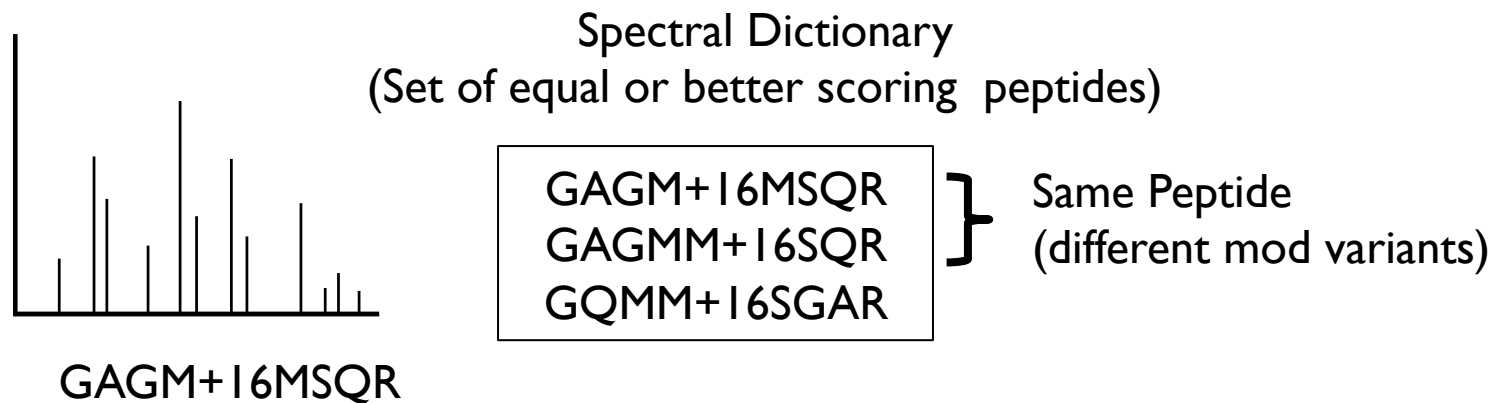 Spectral Dictionary
(Set of equal or better scoring peptides)
GAGM+16MSQR
GAGMM+16SQR
GQMM+16SGAR
Same Peptide
(different mod variants)
GAGM+16MSQR